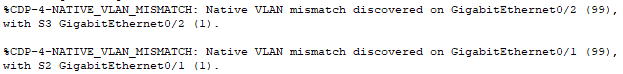 %CDP-4-NATIVE_VLAN_MISMATCH: Native VLAN mismatch discovered on GigabitEthernet0/2 (99),
with S3 GigabitEthernet0/2 (1).
%CDP-4-NATIVE_VLAN_MISMATCH: Native VLAN mismatch discovered on GigabitEthernet0/1 (99),
with S2 GigabitEthernet0/1 (1).